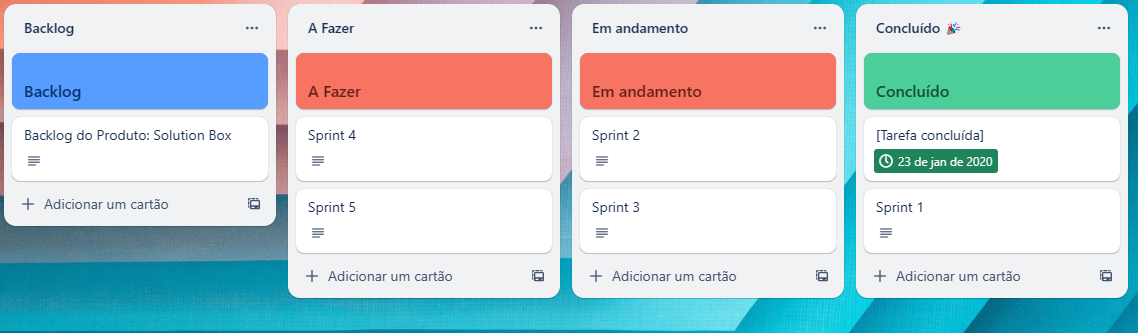 Backlog
Backlog
Backlog do Produto: Solution Box
Adicionar um cartão
A Fazer
A Fazer
Sprint 4
Sprint 5
Adicionar um cartão
Em andamento
Em andamento
Sprint 2
Sprint 3
Adicionar um cartão
Concluído 🎉
Concluído
[Tarefa concluída]
23 de jan de 2020
Sprint 1
Adicionar um cartão